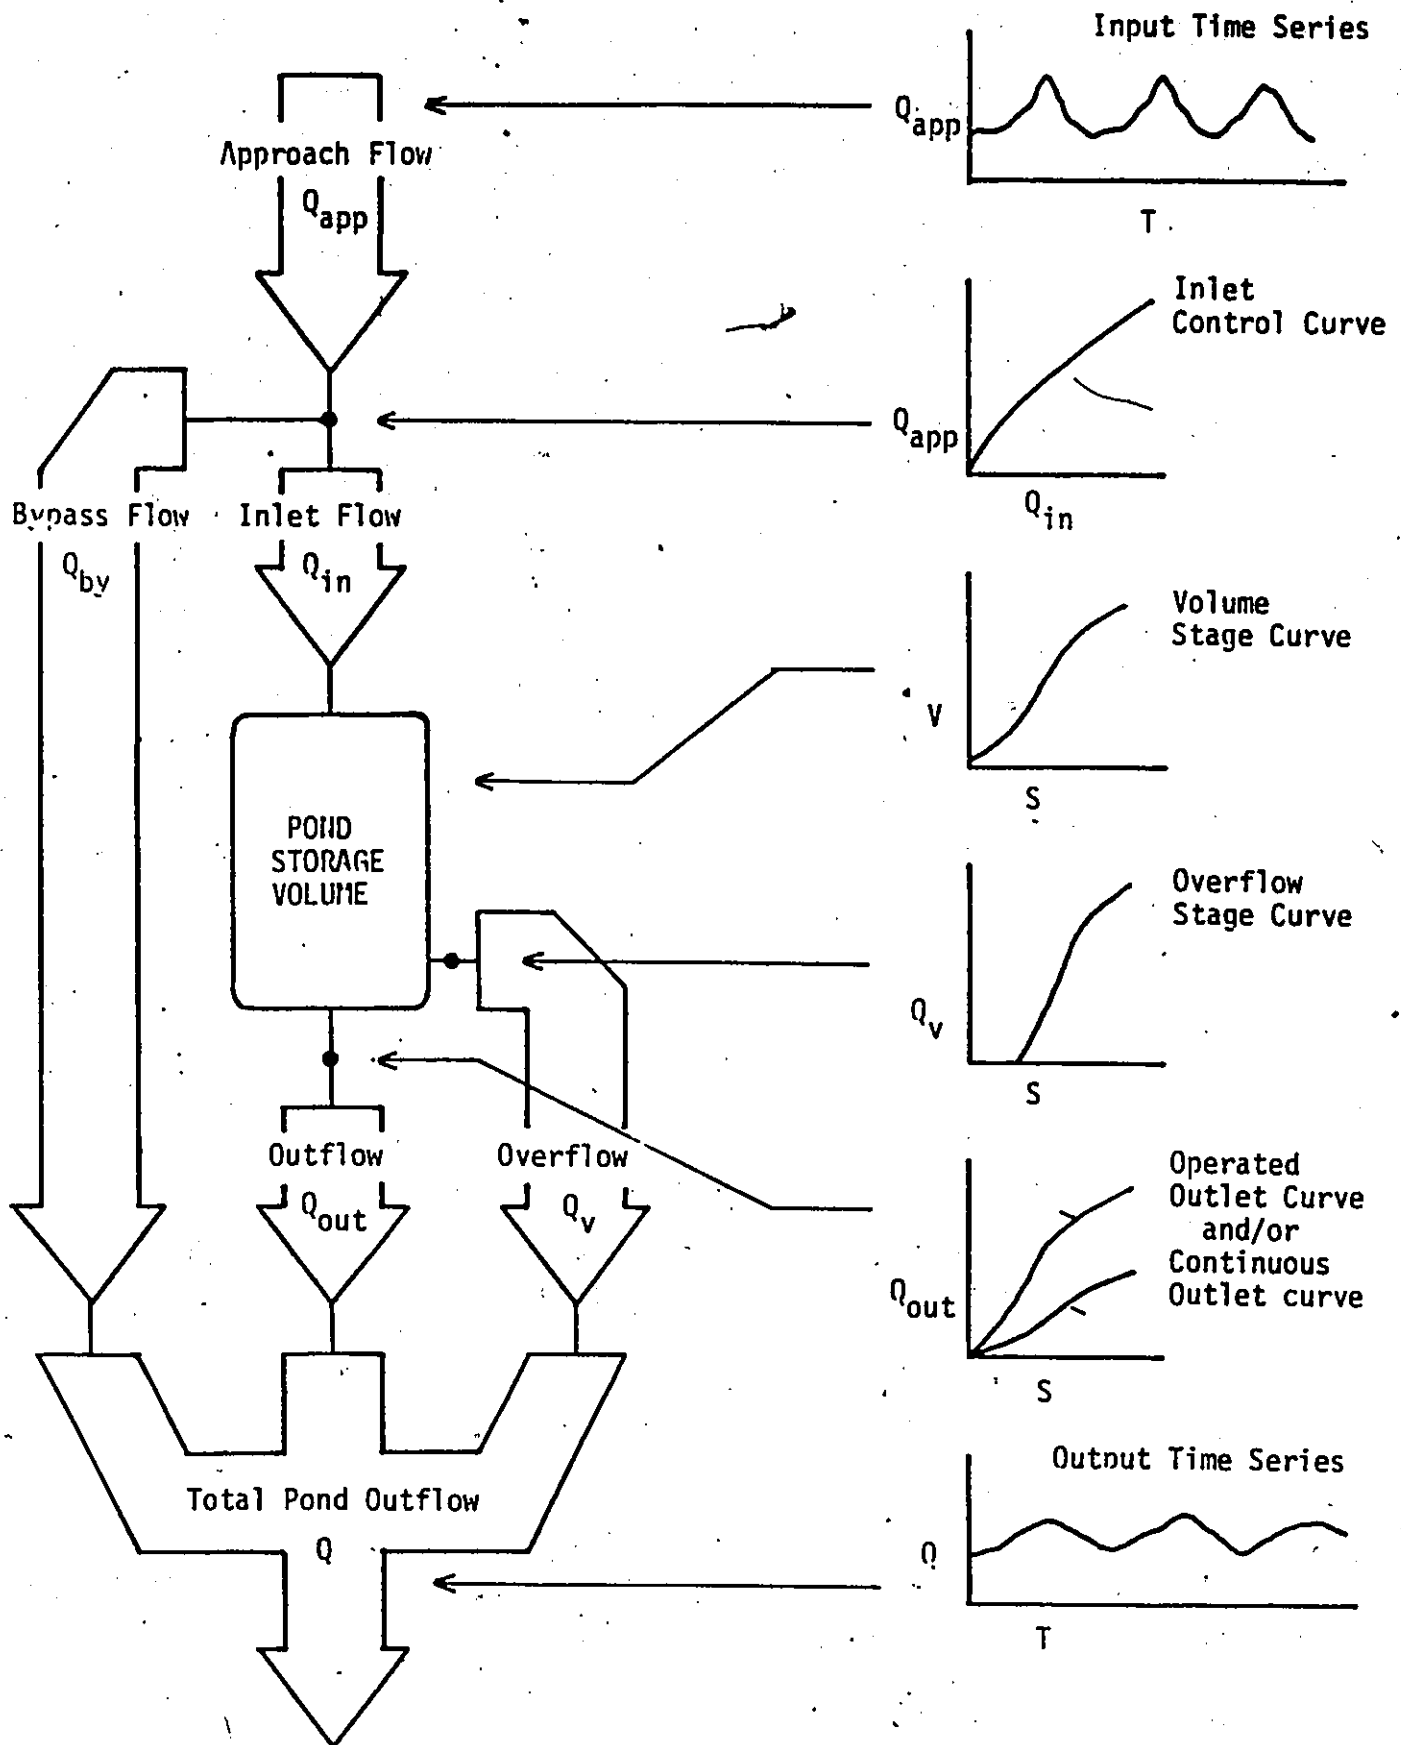 Input Time Series
Q_app
T
Approach Flow
Q_app
Inlet
Control Curve
Q_app
Q_in
Bypass Flow
Q_by
Inlet Flow
Q_in
Volume
Stage Curve
V
S
POND
STORAGE
VOLUME
Overflow
Stage Curve
Q_v
S
Outflow
Q_out
Overflow
Q_v
Operated
Outlet Curve
and/or
Continuous
Outlet curve
Q_out
S
Output Time Series
Q
T
Total Pond Outflow
Q